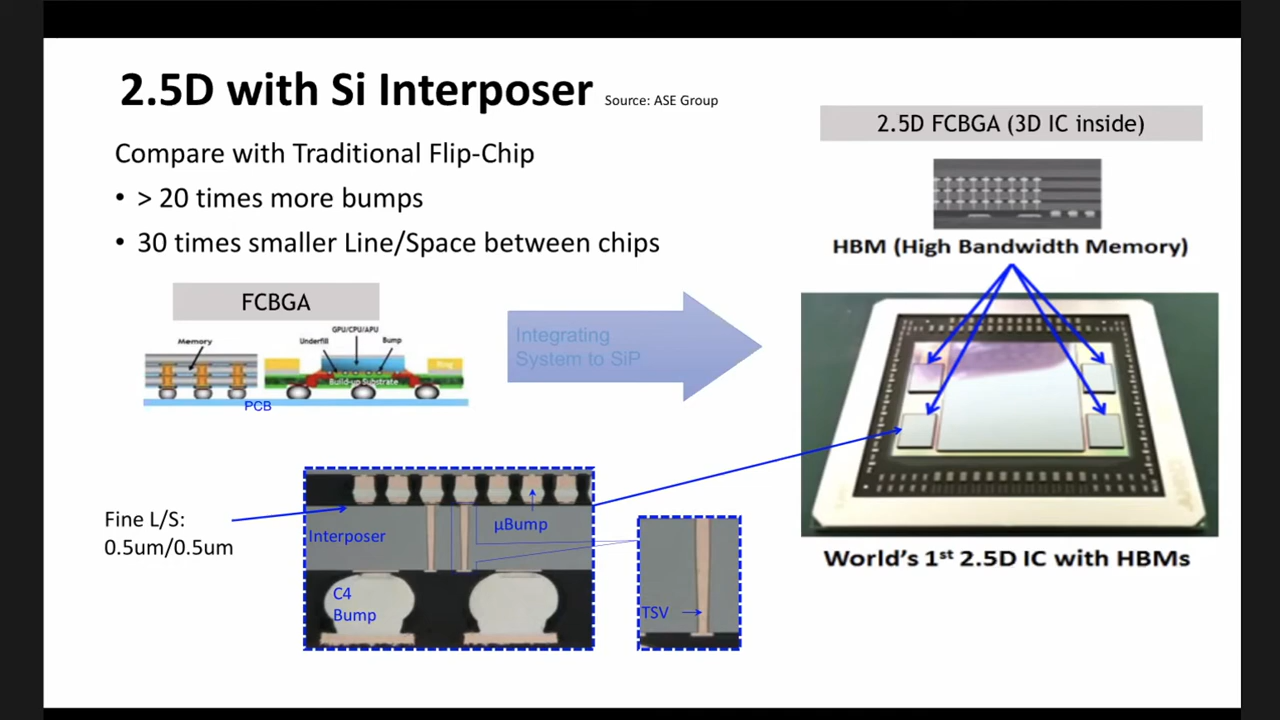 2.5D with Si Interposer Source: ASE Group
Compare with Traditional Flip-Chip
• > 20 times more bumps
• 30 times smaller Line/Space between chips
FCBGA
Memory
GPU/CPU/APU
Underfill
Bump
Ring
Build-up Substrate
PCB
Integrating
System to SiP
2.5D FCBGA (3D IC inside)
HBM (High Bandwidth Memory)
World's 1st 2.5D IC with HBMs
Fine L/S:
0.5um/0.5um
Interposer
µBump
C4
Bump
TSV